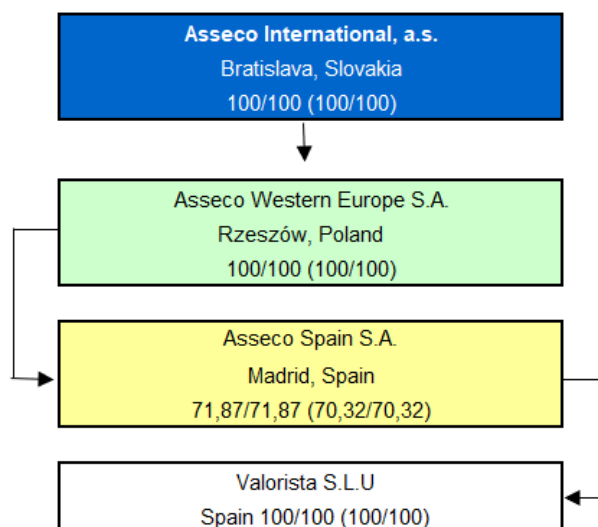 Asseco International, a.s.
Bratislava, Slovakia
100/100 (100/100)
Asseco Western Europe S.A.
Rzeszów, Poland
100/100 (100/100)
Asseco Spain S.A.
Madrid, Spain
71,87/71,87 (70,32/70,32)
Valorista S.L.U
Spain 100/100 (100/100)